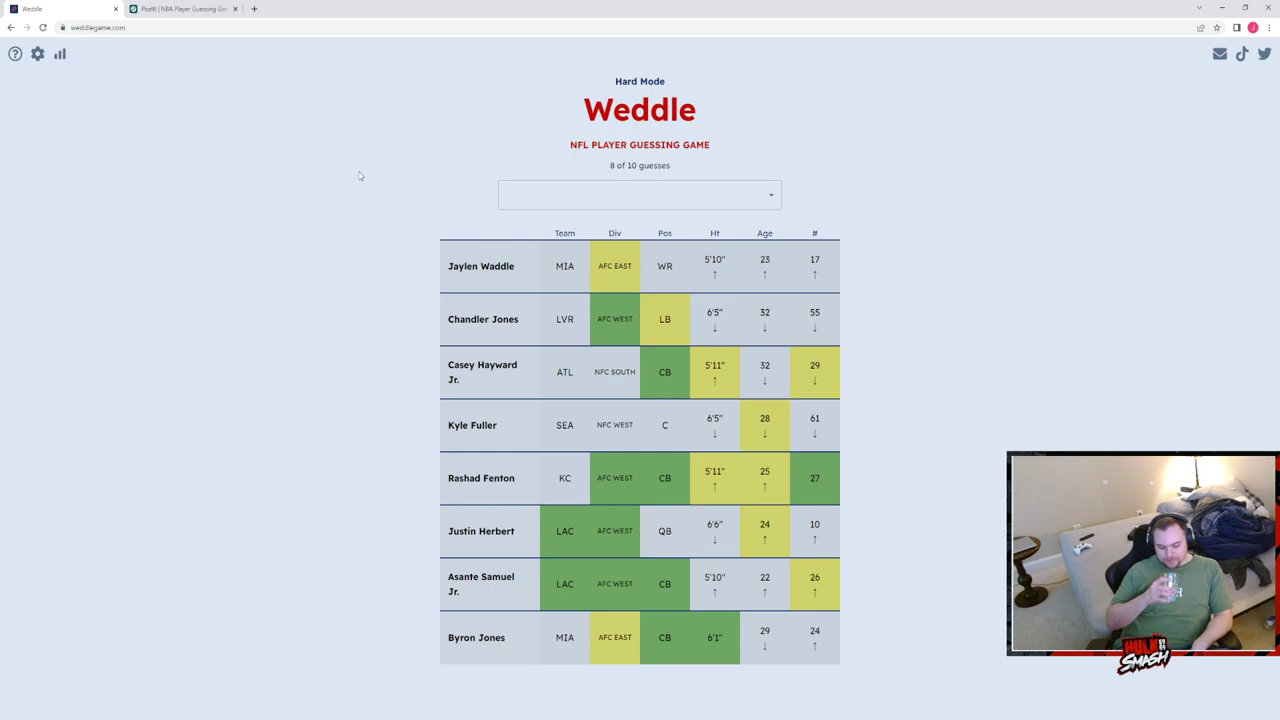 Weddle
Poeltl | NBA Player Guessing Ga
weddlegame.com
J
Hard Mode
Weddle
NFL PLAYER GUESSING GAME
8 of 10 guesses
Team Div Pos Ht Age #
Jaylen Waddle MIA AFC EAST WR 5'10" ↑ 23 ↑ 17 ↑
Chandler Jones LVR AFC WEST LB 6'5" ↓ 32 ↓ 55 ↓
Casey Hayward Jr. ATL NFC SOUTH CB 5'11" ↑ 32 ↓ 29 ↓
Kyle Fuller SEA NFC WEST C 6'5" ↓ 28 ↓ 61 ↓
Rashad Fenton KC AFC WEST CB 5'11" ↑ 25 ↑ 27
Justin Herbert LAC AFC WEST QB 6'6" ↓ 24 ↑ 10 ↑
Asante Samuel Jr. LAC AFC WEST CB 5'10" ↑ 22 ↑ 26 ↑
Byron Jones MIA AFC EAST CB 6'1" 29 ↓ 24 ↑
HULK
SMASH